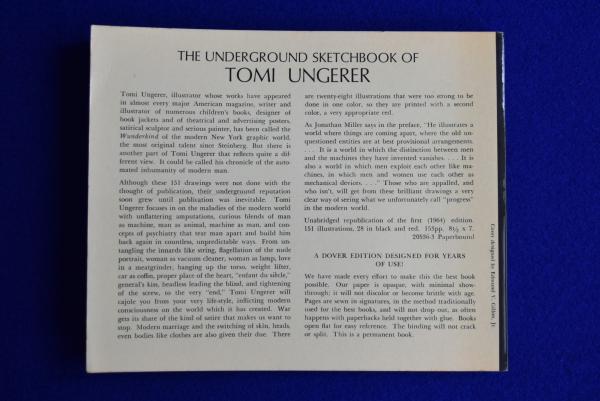 THE UNDERGROUND SKETCHBOOK OF
TOMI UNGERER
Tomi Ungerer, illustrator whose works have appeared
in almost every major American magazine, writer and
illustrator of numerous children's books, designer of
book jackets and of theatrical and advertising posters,
satirical sculptor and serious painter, has been called the
Wunderkind of the modern New York graphic world,
the most original talent since Steinberg. But there is
another part of Tomi Ungerer that reflects quite a dif-
ferent view. It could be called his chronicle of the auto-
mated inhumanity of modern man.
Although these 151 drawings were not done with the
thought of publication, their underground reputation
soon grew until publication was inevitable. Tomi
Ungerer focuses in on the maladies of the modern world
with unflattering amputations, curious blends of man
as machine, man as animal, machine as man, and con-
cepts of psychiatry that tear man apart and build him
back again in countless, unpredictable ways. From un-
tangling the innards like string, flagellation of the nude
portrait, woman as vacuum cleaner, woman as lamp, love
in a meatgrinder, hanging up the torso, weight lifter,
car as coffin, proper place of the heart, "enfant du siècle,"
general's kin, headless leading the blind, and tightening
of the screw, to the very "end," Tomi Ungerer will
cajole you from your very life-style, inflicting modern
consciousness on the world which it has created. War
gets its share of the kind of satire that makes us want to
stop. Modern marriage and the switching of skin, heads,
even bodies like clothes are also given their due. There
are twenty-eight illustrations that were too strong to be
done in one color, so they are printed with a second
color, a very appropriate red.
As Jonathan Miller says in the preface, "He illustrates a
world where things are coming apart, where the old un-
questioned entities are at best provisional arrangements.
. . . It is a world in which the distinction between men
and the machines they have invented vanishes. . . . It is
also a world in which men exploit each other like ma-
chines, in which men and women use each other as
mechanical deviors. . . ." Those who are appalled, and
who isn't, will get from these brilliant drawings a very
clear way of seeing what we unfortunately call "progress"
in the modern world.
Unabridged republication of the first (1964) edition.
151 illustrations, 28 in black and red. 153pp. 8½ x 7.
20596-3 Paperbound
A DOVER EDITION DESIGNED FOR YEARS
OF USE!
We have made every effort to make this the best book
possible. Our paper is opaque, with minimal show-
through; it will not discolor or become brittle with age.
Pages are sewn in signatures, in the method traditionally
used for the best books, and will not drop out, as often
happens with paperbacks held together with glue. Books
open flat for easy reference. The binding will not crack
or split. This is a permanent book.
Cover designed by Edmund V. Gillon, Jr.